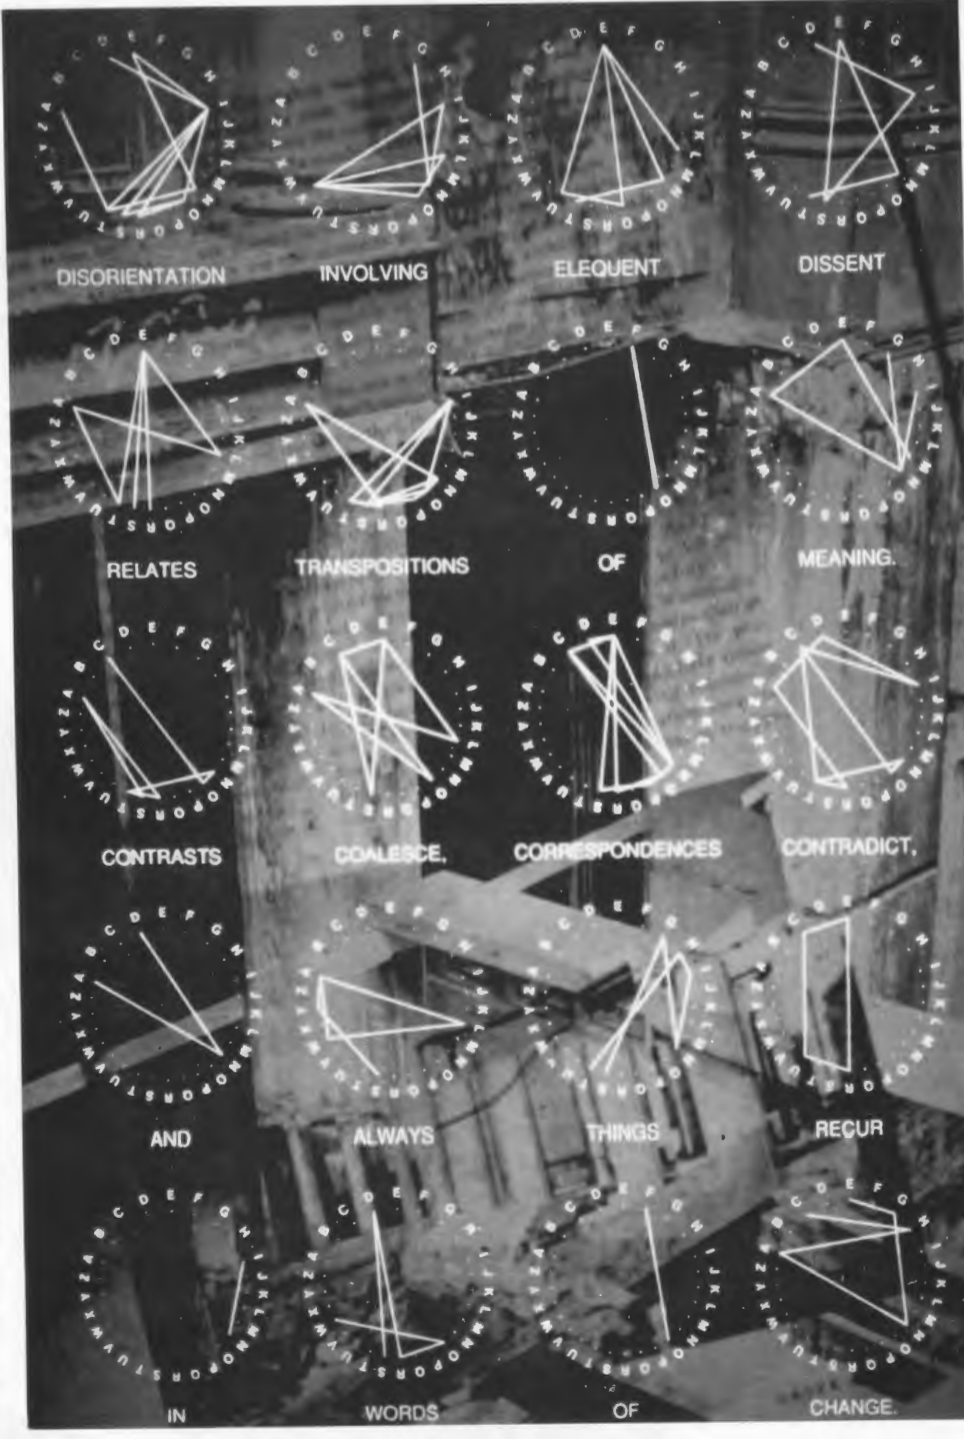 DISORIENTATION INVOLVING ELEQUENT DISSENT
RELATES TRANSPOSITIONS OF MEANING.
CONTRASTS COALESCE, CORRESPONDENCES CONTRADICT,
AND ALWAYS THINGS RECUR
IN WORDS OF CHANGE.